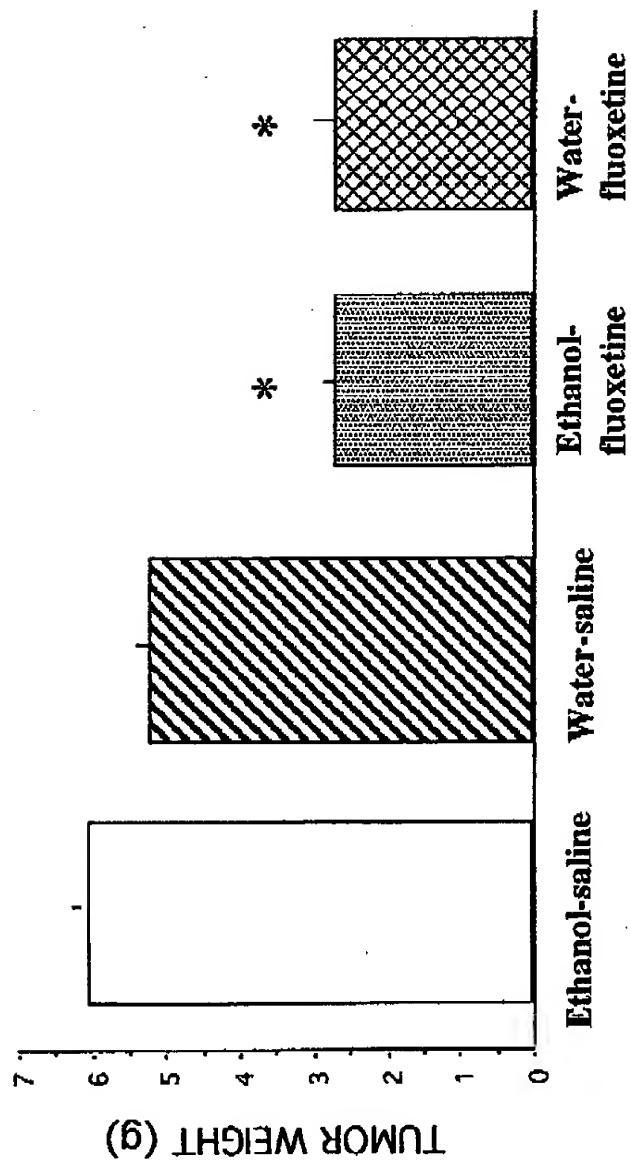 TUMOR WEIGHT (g)
7
6
5
4
3
2
1
0
*
*
Ethanol-saline
Water-saline
Ethanol-
fluoxetine
Water-
fluoxetine